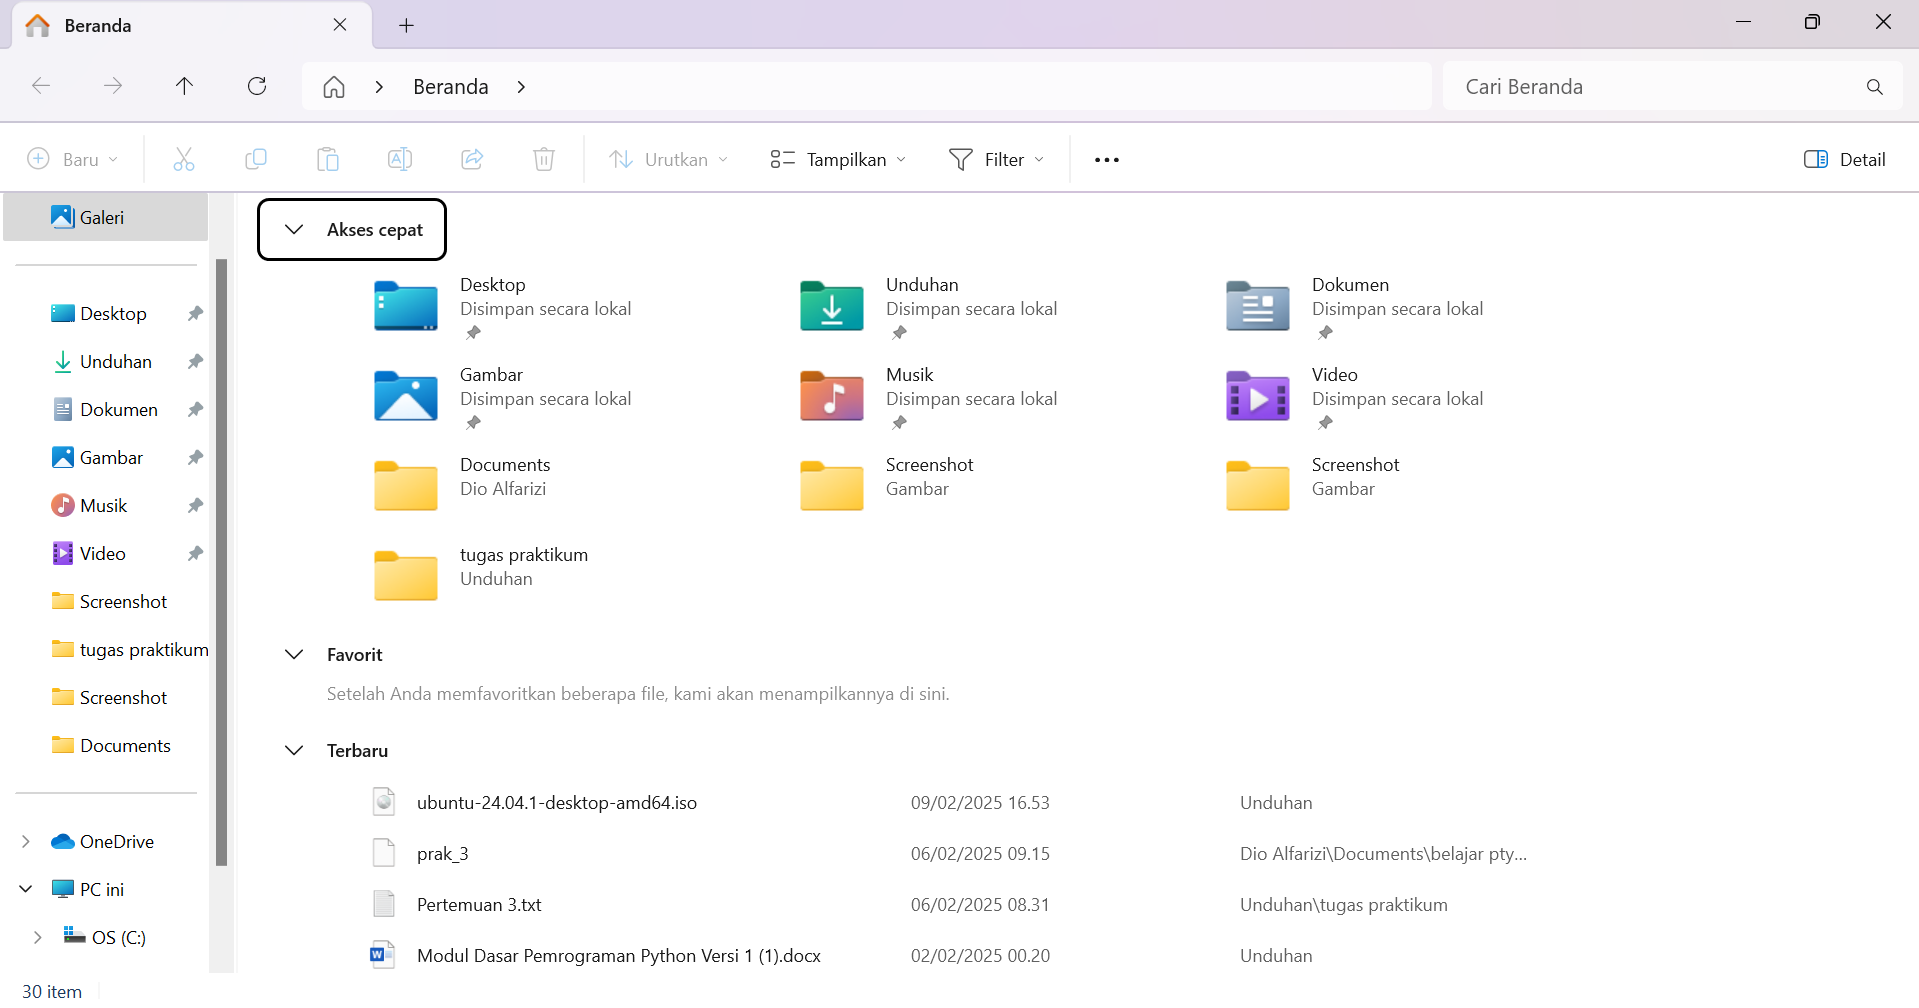 Beranda
Beranda
Cari Beranda
Baru
Urutkan
Tampilkan
Filter
Detail
Galeri
Desktop
Unduhan
Dokumen
Gambar
Musik
Video
Screenshot
tugas praktikum
Screenshot
Documents
OneDrive
PC ini
OS (C:)
Akses cepat
Desktop
Disimpan secara lokal
Unduhan
Disimpan secara lokal
Dokumen
Disimpan secara lokal
Gambar
Disimpan secara lokal
Musik
Disimpan secara lokal
Video
Disimpan secara lokal
Documents
Dio Alfarizi
Screenshot
Gambar
Screenshot
Gambar
tugas praktikum
Unduhan
Favorit
Setelah Anda memfavoritkan beberapa file, kami akan menampilkannya di sini.
Terbaru
ubuntu-24.04.1-desktop-amd64.iso 09/02/2025 16.53 Unduhan
prak_3 06/02/2025 09.15 Dio Alfarizi\Documents\belajar pty...
Pertemuan 3.txt 06/02/2025 08.31 Unduhan\tugas praktikum
Modul Dasar Pemrograman Python Versi 1 (1).docx 02/02/2025 00.20 Unduhan
30 item